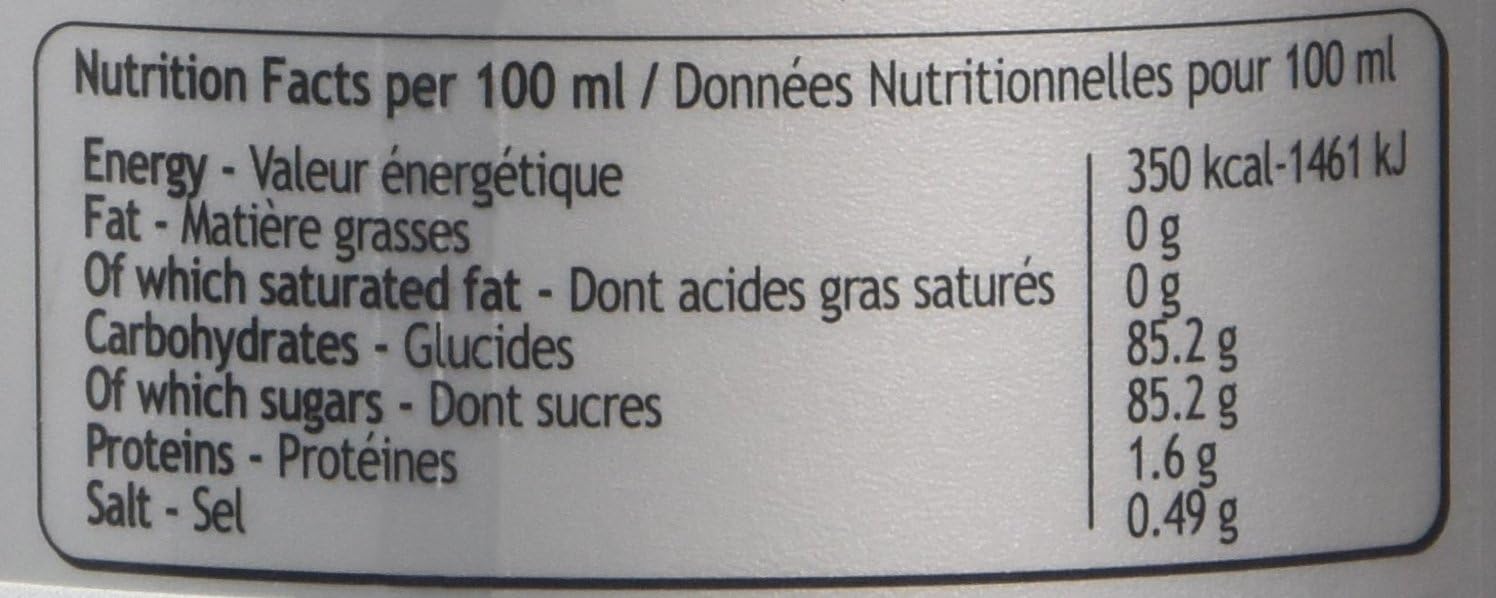 Nutrition Facts per 100 ml / Données Nutritionnelles pour 100 ml
Energy - Valeur énergétique 350 kcal-1461 kJ
Fat - Matière grasses 0 g
Of which saturated fat - Dont acides gras saturés 0 g
Carbohydrates - Glucides 85.2 g
Of which sugars - Dont sucres 85.2 g
Proteins - Protéines 1.6 g
Salt - Sel 0.49 g